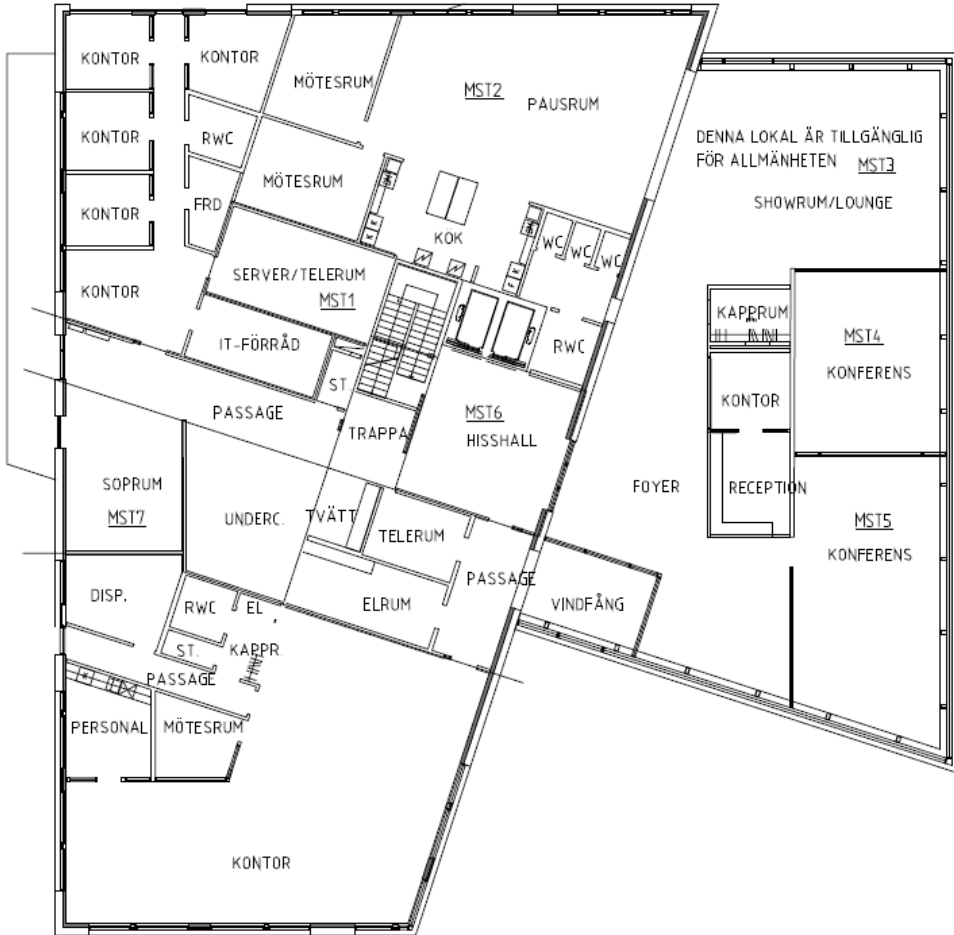 KONTOR
KONTOR
MÖTESRUM
MST2
PAUSRUM
KONTOR
RWC
DENNA LOKAL ÄR TILLGÄNGLIG
FÖR ALLMÄNHETEN
MST3
SHOWRUM/LOUNGE
MÖTESRUM
KONTOR
FRD
KÖK
WC
WC
WC
KONTOR
SERVER/TELERUM
MST1
KAPPRUM
IT-FÖRRÅD
RWC
MST4
KONFERENS
ST.
KONTOR
PASSAGE
TRAPPA
MST6
HISSHALL
SOPRUM
MST7
UNDERC.
TVÄTT
TELERUM
FOYER
RECEPTION
MST5
KONFERENS
PASSAGE
DISP.
RWC
EL
ELRUM
VINDFÅNG
ST.
KAPPR.
PASSAGE
PERSONAL
MÖTESRUM
KONTOR